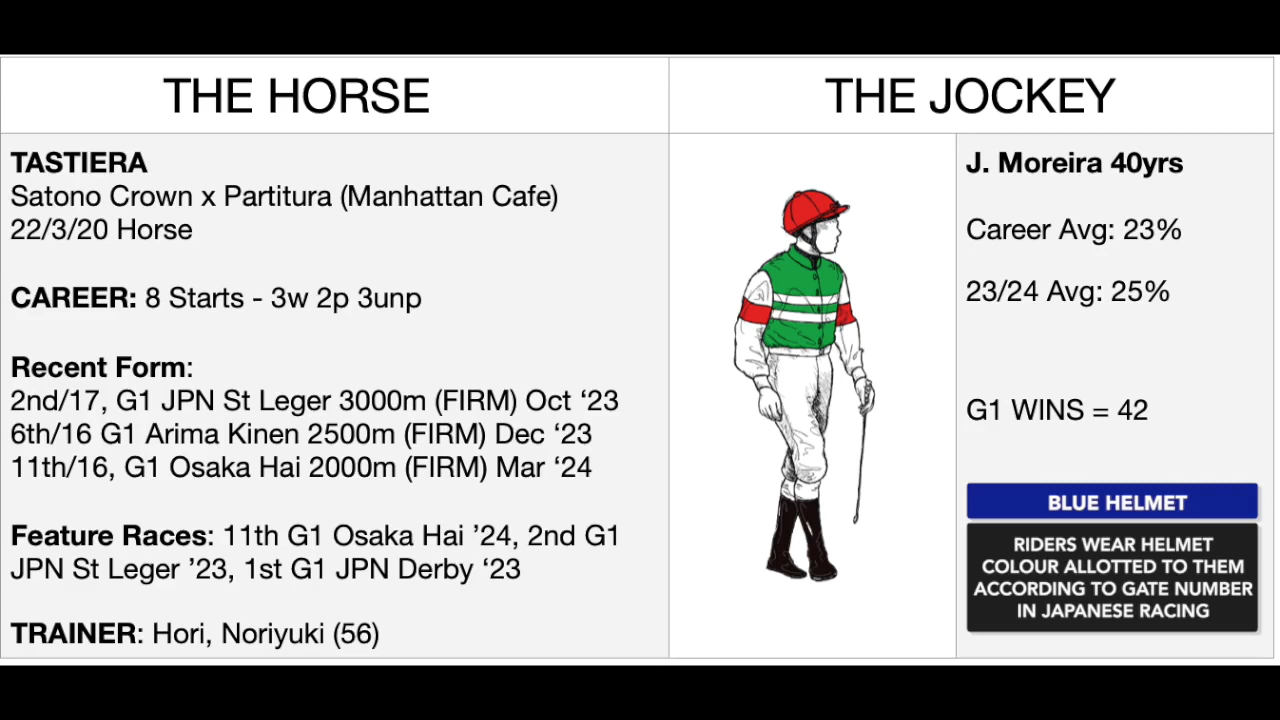 THE HORSE
THE JOCKEY
TASTIERA
Satono Crown x Partitura (Manhattan Cafe)
22/3/20 Horse
CAREER: 8 Starts - 3w 2p 3unp
Recent Form:
2nd/17, G1 JPN St Leger 3000m (FIRM) Oct ‘23
6th/16 G1 Arima Kinen 2500m (FIRM) Dec ‘23
11th/16, G1 Osaka Hai 2000m (FIRM) Mar ‘24
Feature Races: 11th G1 Osaka Hai ’24, 2nd G1
JPN St Leger ’23, 1st G1 JPN Derby ‘23
TRAINER: Hori, Noriyuki (56)
J. Moreira 40yrs
Career Avg: 23%
23/24 Avg: 25%
G1 WINS = 42
BLUE HELMET
RIDERS WEAR HELMET
COLOUR ALLOTTED TO THEM
ACCORDING TO GATE NUMBER
IN JAPANESE RACING